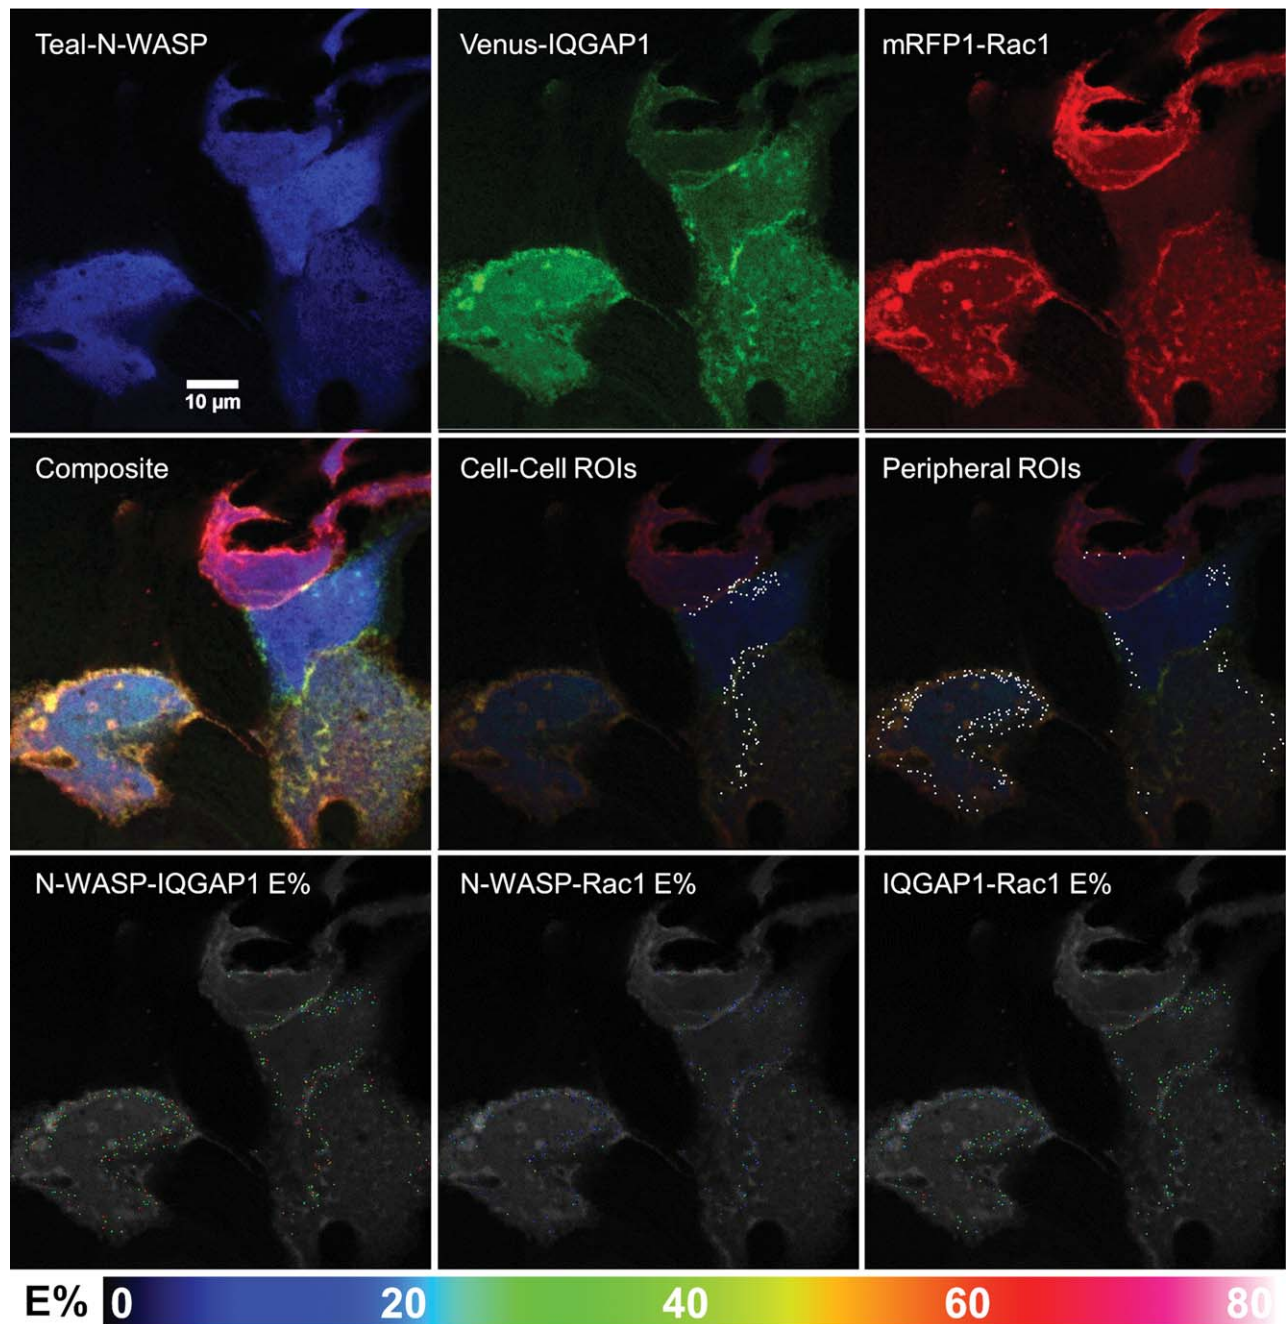 Teal-N-WASP
Venus-IQGAP1
mRFP1-Rac1
10 µm
Composite
Cell-Cell ROIs
Peripheral ROIs
N-WASP-IQGAP1 E%
N-WASP-Rac1 E%
IQGAP1-Rac1 E%
E% 0 20 40 60 80